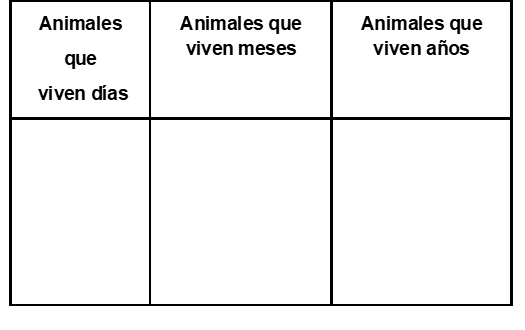 Animales
que
viven días
Animales que
viven meses
Animales que
viven años